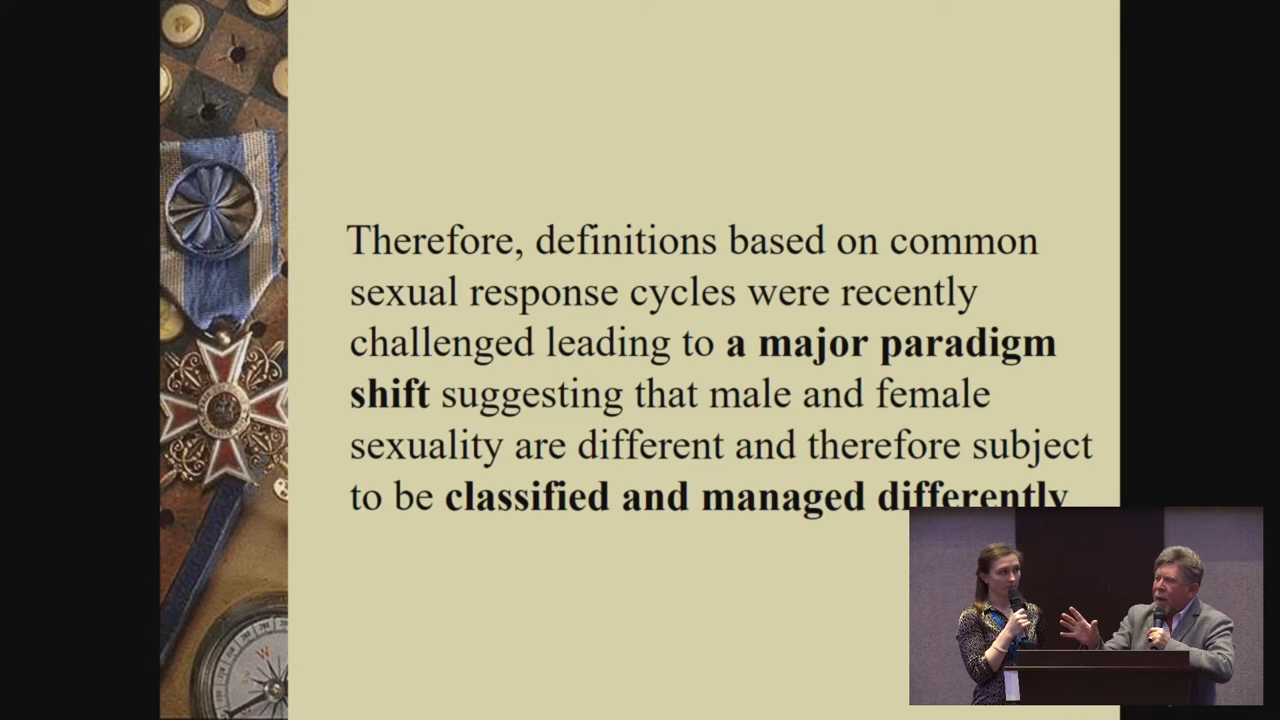 Therefore, definitions based on common
sexual response cycles were recently
challenged leading to a major paradigm
shift suggesting that male and female
sexuality are different and therefore subject
to be classified and managed differently